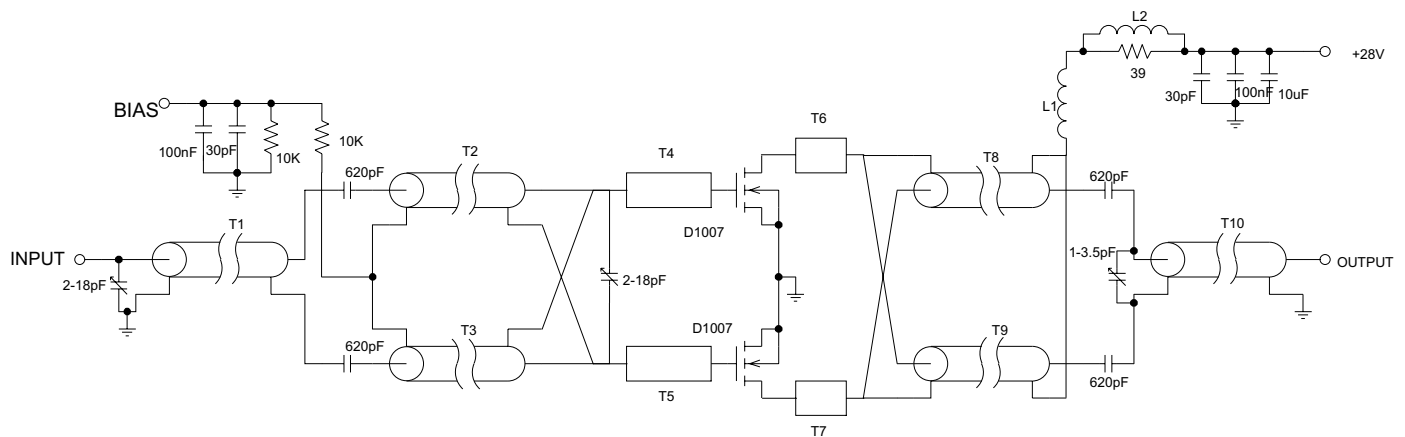 L2
39
+28V
30pF
100nF
10uF
L1
BIAS
100nF
30pF
10K
10K
T6
620pF
T2
T4
T8
620pF
D1007
T1
T10
INPUT
2-18pF
2-18pF
1-3.5pF
OUTPUT
D1007
620pF
T3
T9
620pF
T5
T7